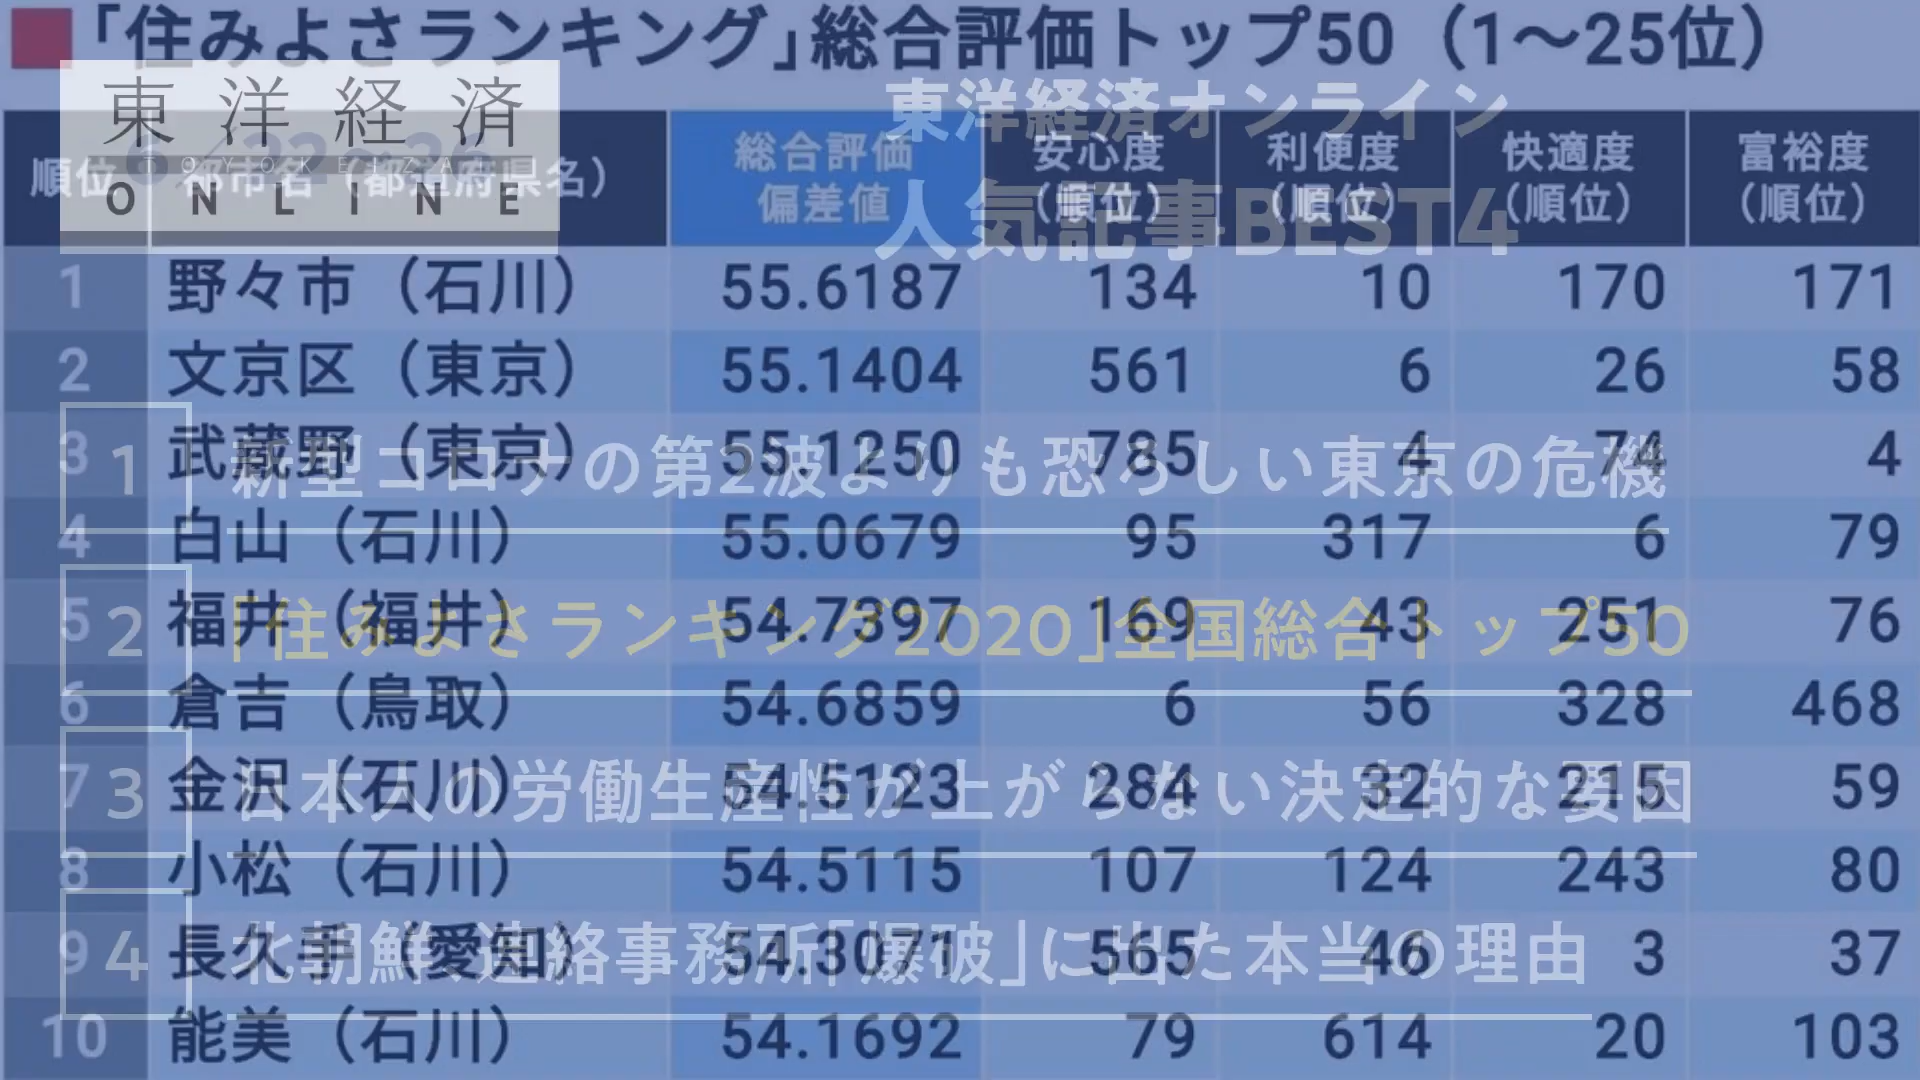 「住みよさランキング」総合評価トップ50（1〜25位）
東洋経済
TOYOKEIZAI
ONLINE
東洋経済オンライン
人気記事BEST4
順位 都市名（都道府県名） 総合評価偏差値 安心度（順位） 利便度（順位） 快適度（順位） 富裕度（順位）
1 野々市（石川） 55.6187 134 10 170 171
2 文京区（東京） 55.1404 561 6 26 58
3 武蔵野（東京） 55.1250 785 4 74 4
4 白山（石川） 55.0679 95 317 6 79
5 福井（福井） 54.7397 169 43 251 76
6 倉吉（鳥取） 54.6859 6 56 328 468
7 金沢（石川） 54.5123 284 32 215 59
8 小松（石川） 54.5115 107 124 243 80
9 長久手（愛知） 54.3071 565 46 3 37
10 能美（石川） 54.1692 79 614 20 103
1 新型コロナの第2波よりも恐ろしい東京の危機
2 「住みよさランキング2020」全国総合トップ50
3 日本人の労働生産性が上がらない決定的な要因
4 北朝鮮、連絡事務所「爆破」に出た本当の理由